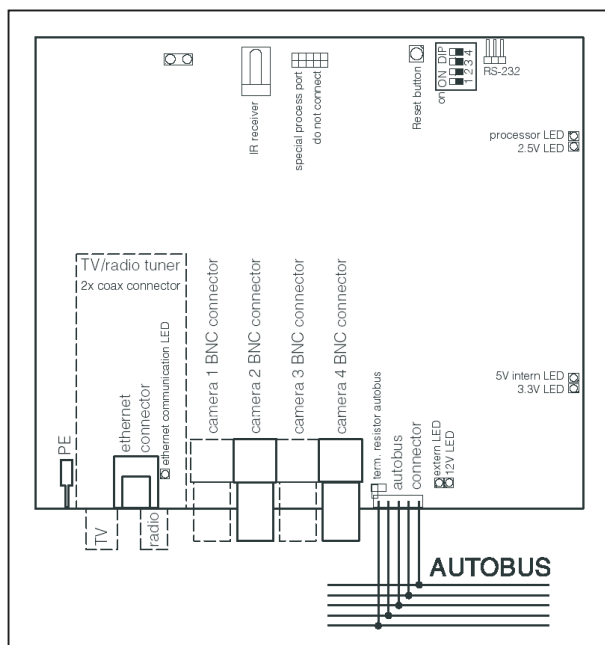 IR receiver
special process port
do not connect
Reset button
on
ON DIP
1 2 3 4
RS-232
processor LED
2.5V LED
TV/radio tuner
2x coax connector
ethernet
connector
ethernet communication LED
camera 1 BNC connector
camera 2 BNC connector
camera 3 BNC connector
camera 4 BNC connector
5V intern LED
3.3V LED
PE
term. resistor autobus
autobus
connector
extern LED
12V LED
TV
radio
AUTOBUS